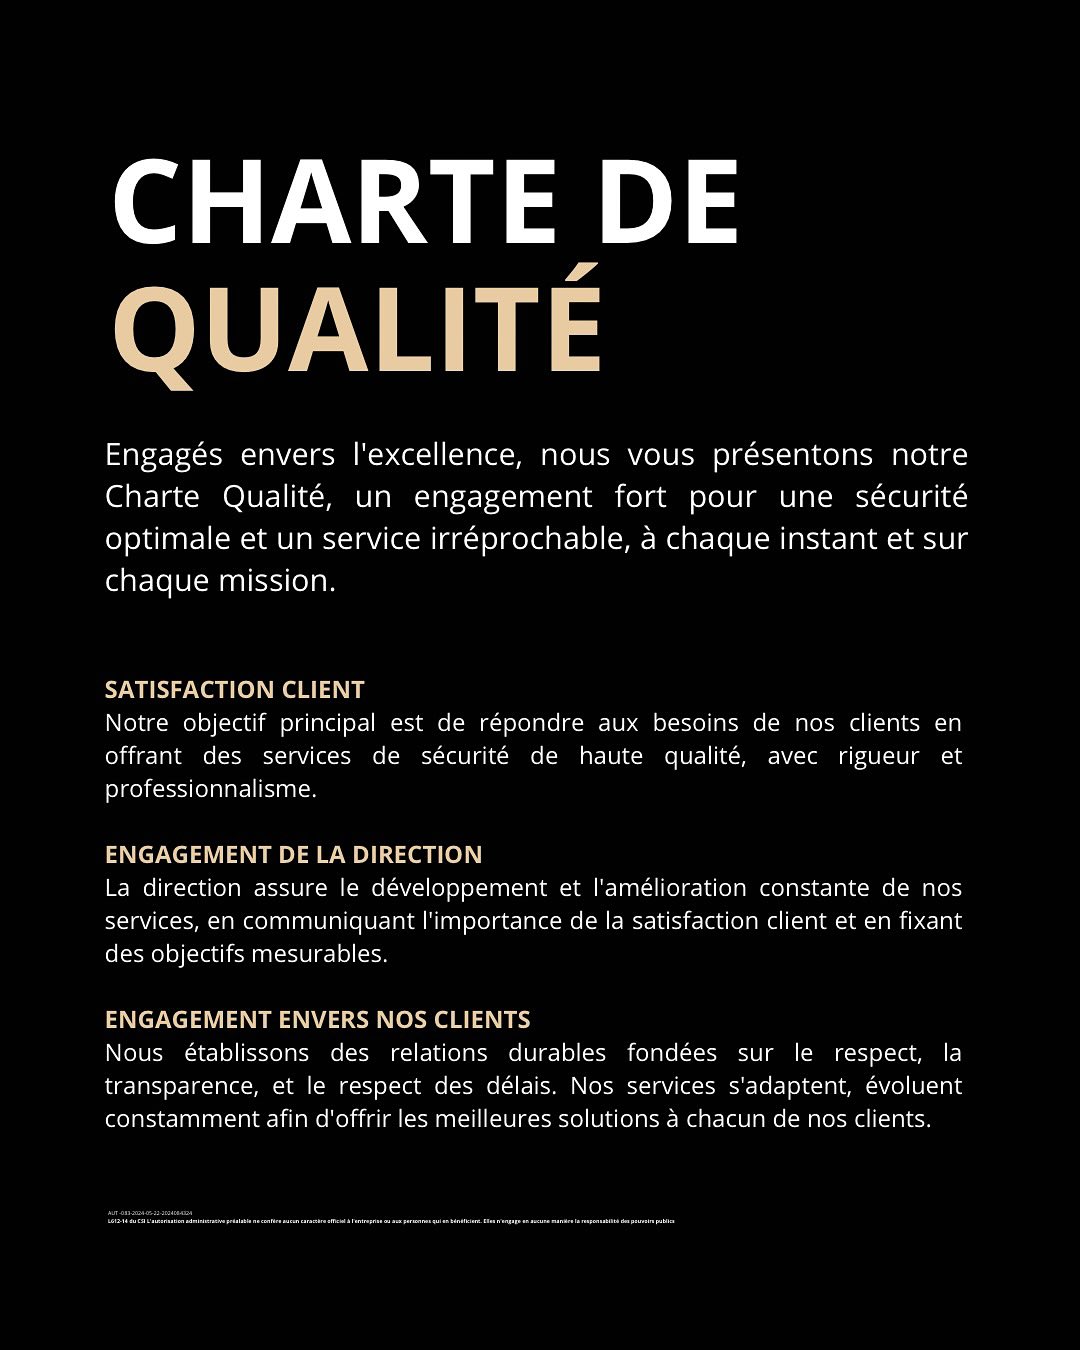 CHARTE DE
QUALITÉ
Engagés envers l'excellence, nous vous présentons notre
Charte Qualité, un engagement fort pour une sécurité
optimale et un service irréprochable, à chaque instant et sur
chaque mission.
SATISFACTION CLIENT
Notre objectif principal est de répondre aux besoins de nos clients en
offrant des services de sécurité de haute qualité, avec rigueur et
professionnalisme.
ENGAGEMENT DE LA DIRECTION
La direction assure le développement et l'amélioration constante de nos
services, en communiquant l'importance de la satisfaction client et en fixant
des objectifs mesurables.
ENGAGEMENT ENVERS NOS CLIENTS
Nous établissons des relations durables fondées sur le respect, la
transparence, et le respect des délais. Nos services s'adaptent, évoluent
constamment afin d'offrir les meilleures solutions à chacun de nos clients.
L612-14 du CSI L'autorisation administrative préalable ne confère aucun caractère officiel à l'entreprise ou aux personnes qui en bénéficient. Elles n'engage en aucune manière la responsabilité des pouvoirs publics